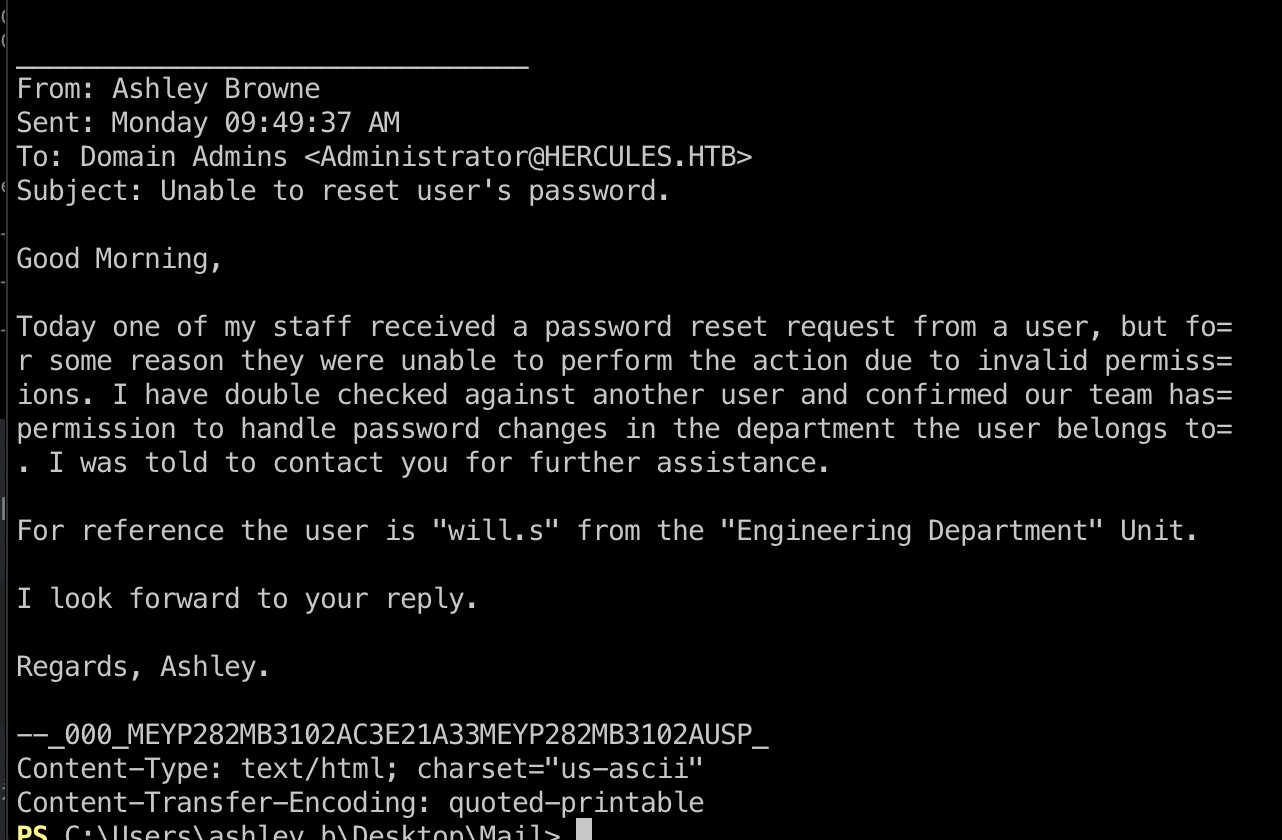 ________________________________
From: Ashley Browne
Sent: Monday 09:49:37 AM
To: Domain Admins <Administrator@HERCULES.HTB>
Subject: Unable to reset user's password.
Good Morning,
Today one of my staff received a password reset request from a user, but fo=
r some reason they were unable to perform the action due to invalid permiss=
ions. I have double checked against another user and confirmed our team has=
permission to handle password changes in the department the user belongs to=
. I was told to contact you for further assistance.
For reference the user is "will.s" from the "Engineering Department" Unit.
I look forward to your reply.
Regards, Ashley.
--_000_MEYP282MB3102AC3E21A33MEYP282MB3102AUSP_
Content-Type: text/html; charset="us-ascii"
Content-Transfer-Encoding: quoted-printable
PS C:\Users\ashley.b\Desktop\Mail>